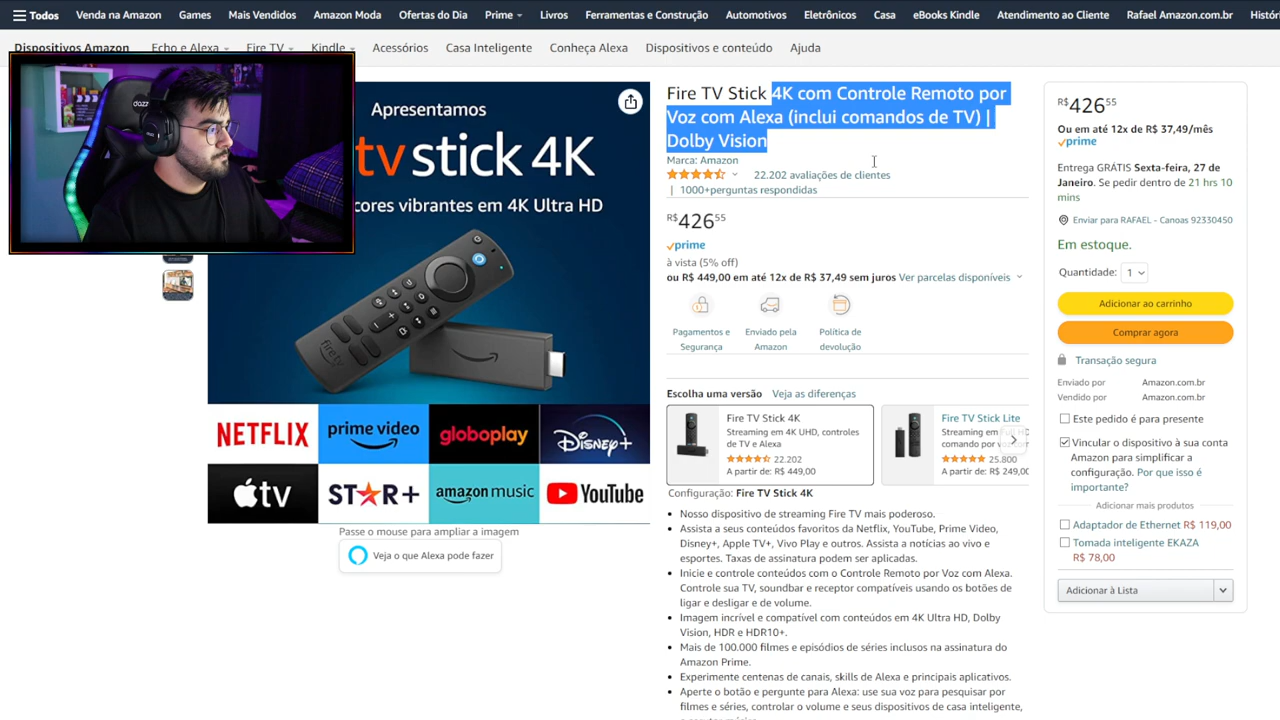 Todos
Venda na Amazon
Games
Mais Vendidos
Amazon Moda
Ofertas do Dia
Prime
Livros
Ferramentas e Construção
Automotivos
Eletrônicos
Casa
eBooks Kindle
Atendimento ao Cliente
Rafael Amazon.com.br
Históri
Dispositivos Amazon
Echo e Alexa
Fire TV
Kindle
Acessórios
Casa Inteligente
Conheça Alexa
Dispositivos e conteúdo
Ajuda
dazz
Apresentamos
tv stick 4K
cores vibrantes em 4K Ultra HD
fire tv
NETFLIX
prime video
globoplay
Disney+
tv
STAR+
amazon music
YouTube
Passe o mouse para ampliar a imagem
Veja o que Alexa pode fazer
Fire TV Stick 4K com Controle Remoto por
Voz com Alexa (inclui comandos de TV) |
Dolby Vision
Marca: Amazon
22.202 avaliações de clientes
| 1000+perguntas respondidas
R$ 426 55
prime
à vista (5% off)
ou R$ 449,00 em até 12x de R$ 37,49 sem juros Ver parcelas disponíveis
Pagamentos e
Segurança
Enviado pela
Amazon
Política de
devolução
Escolha uma versão Veja as diferenças
Fire TV Stick 4K
Streaming em 4K UHD, controles
de TV e Alexa
22.202
A partir de: R$ 449,00
Fire TV Stick Lite
Streaming em Full H
comando por vo
25.800
A partir de: R$ 249,00
Configuração: Fire TV Stick 4K
• Nosso dispositivo de streaming Fire TV mais poderoso.
• Assista a seus conteúdos favoritos da Netflix, YouTube, Prime Video,
Disney+, Apple TV+, Vivo Play e outros. Assista a notícias ao vivo e
esportes. Taxas de assinatura podem ser aplicadas.
• Inicie e controle conteúdos com o Controle Remoto por Voz com Alexa.
Controle sua TV, soundbar e receptor compatíveis usando os botões de
ligar e desligar e de volume.
• Imagem incrível e compatível com conteúdos em 4K Ultra HD, Dolby
Vision, HDR e HDR10+.
• Mais de 100.000 filmes e episódios de séries inclusos na assinatura do
Amazon Prime.
• Experimente centenas de canais, skills de Alexa e principais aplicativos.
• Aperte o botão e pergunte para Alexa: use sua voz para pesquisar por
filmes e séries, controlar o volume e seus dispositivos de casa inteligente,
R$ 426 55
Ou em até 12x de R$ 37,49/mês
prime
Entrega GRÁTIS Sexta-feira, 27 de
Janeiro. Se pedir dentro de 21 hrs 10
mins
Enviar para RAFAEL - Canoas 92330450
Em estoque.
Quantidade: 1
Adicionar ao carrinho
Comprar agora
Transação segura
Enviado por Amazon.com.br
Vendido por Amazon.com.br
Este pedido é para presente
Vincular o dispositivo à sua conta
Amazon para simplificar a
configuração. Por que isso é
importante?
Adicionar mais produtos
Adaptador de Ethernet R$ 119,00
Tomada inteligente EKAZA
R$ 78,00
Adicionar à Lista